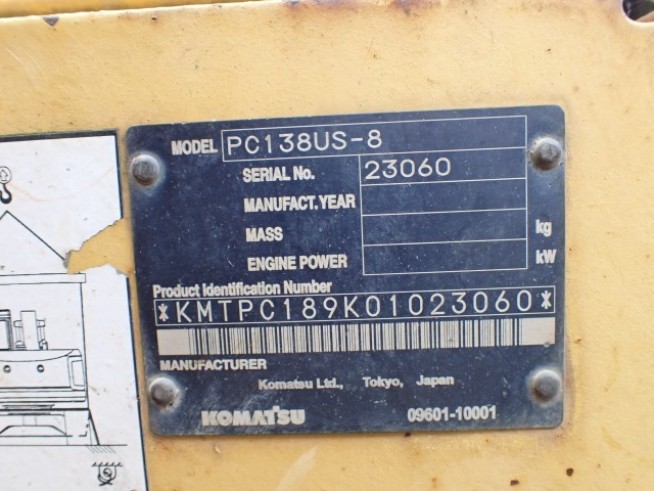 MODEL PC138US-8
SERIAL No. 23060
MANUFACT.YEAR
MASS kg
ENGINE POWER kW
Product Identification Number
*KMTPC189K01023060*
MANUFACTURER
Komatsu Ltd., Tokyo, Japan
KOMATSU 09601-10001